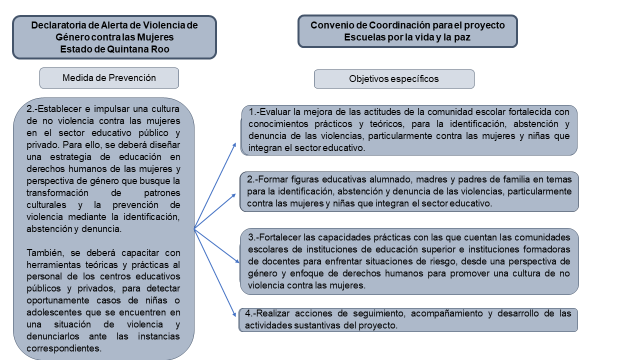 Declaratoria de Alerta de Violencia de
Género contra las Mujeres
Estado de Quintana Roo
Medida de Prevención
2.-Establecer e impulsar una cultura
de no violencia contra las mujeres
en el sector educativo público y
privado. Para ello, se deberá diseñar
una estrategia de educación en
derechos humanos de las mujeres y
perspectiva de género que busque la
transformación de patrones
culturales y la prevención de
violencia mediante la identificación,
abstención y denuncia.
También, se deberá capacitar con
herramientas teóricas y prácticas al
personal de los centros educativos
públicos y privados, para detectar
oportunamente casos de niñas o
adolescentes que se encuentren en
una situación de violencia y
denunciarlos ante las instancias
correspondientes.
Convenio de Coordinación para el proyecto
Escuelas por la vida y la paz
Objetivos específicos
1.-Evaluar la mejora de las actitudes de la comunidad escolar fortalecida con
conocimientos prácticos y teóricos, para la identificación, abstención y
denuncia de las violencias, particularmente contra las mujeres y niñas que
integran el sector educativo.
2.-Formar figuras educativas alumnado, madres y padres de familia en temas
para la identificación, abstención y denuncia de las violencias, particularmente
contra las mujeres y niñas que integran el sector educativo.
3.-Fortalecer las capacidades prácticas con las que cuentan las comunidades
escolares de instituciones de educación superior e instituciones formadoras
de docentes para enfrentar situaciones de riesgo, desde una perspectiva de
género y enfoque de derechos humanos para promover una cultura de no
violencia contra las mujeres.
4.-Realizar acciones de seguimiento, acompañamiento y desarrollo de las
actividades sustantivas del proyecto.